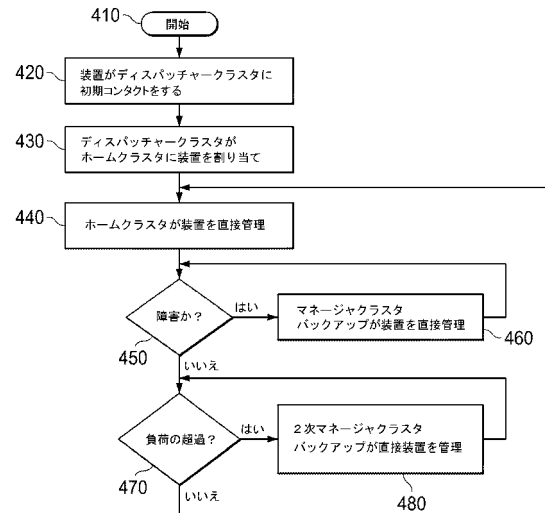 410
開始
420
装置がディスパッチャークラスタに
初期コンタクトをする
430
ディスパッチャークラスタが
ホームクラスタに装置を割り当て
440
ホームクラスタが装置を直接管理
障害か？
はい
マネージャクラスタ
バックアップが装置を直接管理
450
460
いいえ
負荷の超過？
はい
２次マネージャクラスタ
バックアップが直接装置を管理
470
480
いいえ